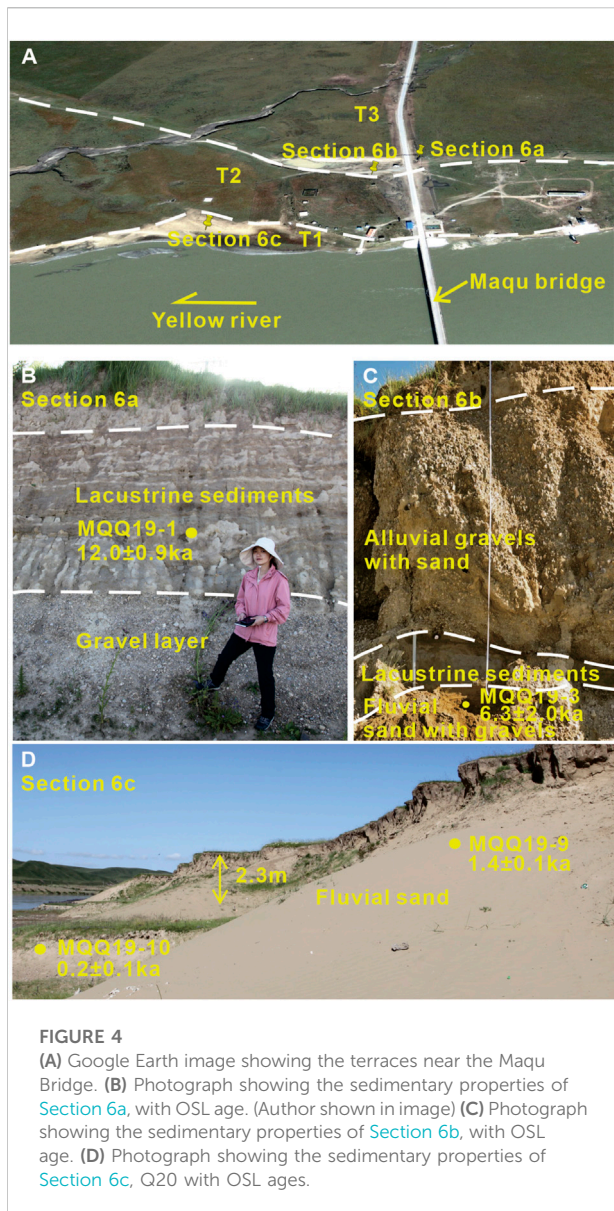 A
T3
Section 6b
Section 6a
T2
Section 6c
T1
Maqu bridge
Yellow river
B
Section 6a
Lacustrine sediments
MQQ19-1
12.0±0.9ka
Gravel layer
C
Section 6b
Alluvial gravels
with sand
Lacustrine sediments
MQQ19-3
6.3±2.0ka
Fluvial
sand with gravels
D
Section 6c
2.3m
MQQ19-9
1.4±0.1ka
Fluvial sand
MQQ19-10
0.2±0.1ka
FIGURE 4
(A) Google Earth image showing the terraces near the Maqu
Bridge. (B) Photograph showing the sedimentary properties of
Section 6a, with OSL age. (Author shown in image) (C) Photograph
showing the sedimentary properties of Section 6b, with OSL
age. (D) Photograph showing the sedimentary properties of
Section 6c, Q20 with OSL ages.